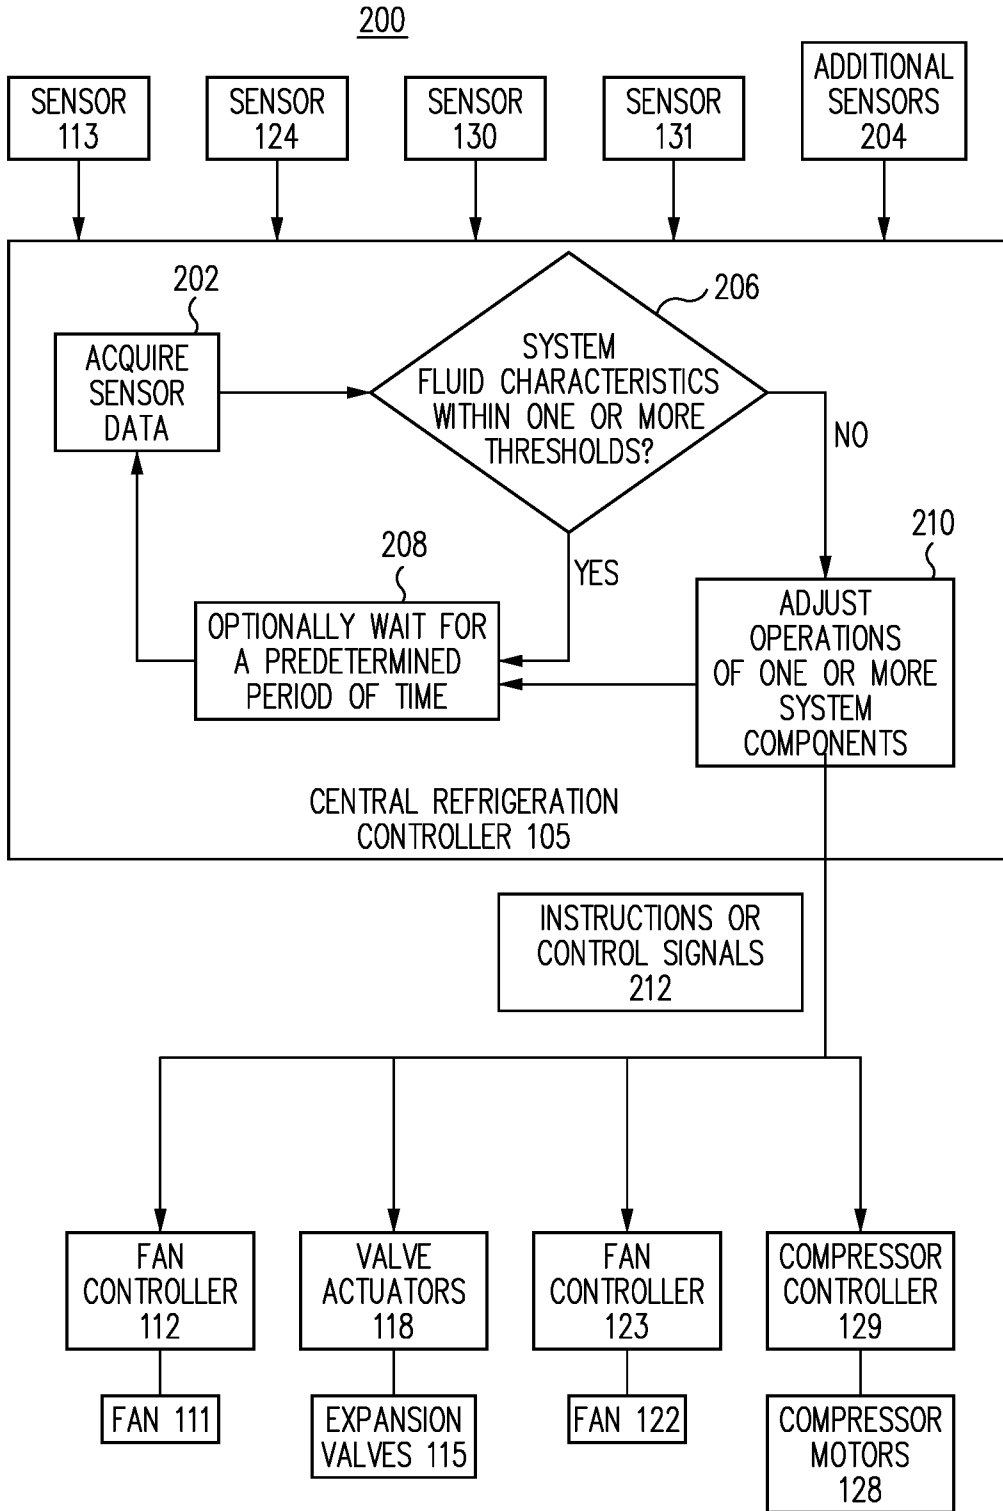 200
SENSOR
113
SENSOR
124
SENSOR
130
SENSOR
131
ADDITIONAL
SENSORS
204
202
ACQUIRE
SENSOR
DATA
206
SYSTEM
FLUID CHARACTERISTICS
WITHIN ONE OR MORE
THRESHOLDS?
NO
YES
208
OPTIONALLY WAIT FOR
A PREDETERMINED
PERIOD OF TIME
210
ADJUST
OPERATIONS
OF ONE OR MORE
SYSTEM
COMPONENTS
CENTRAL REFRIGERATION
CONTROLLER 105
INSTRUCTIONS OR
CONTROL SIGNALS
212
FAN
CONTROLLER
112
VALVE
ACTUATORS
118
FAN
CONTROLLER
123
COMPRESSOR
CONTROLLER
129
FAN 111
EXPANSION
VALVES 115
FAN 122
COMPRESSOR
MOTORS
128